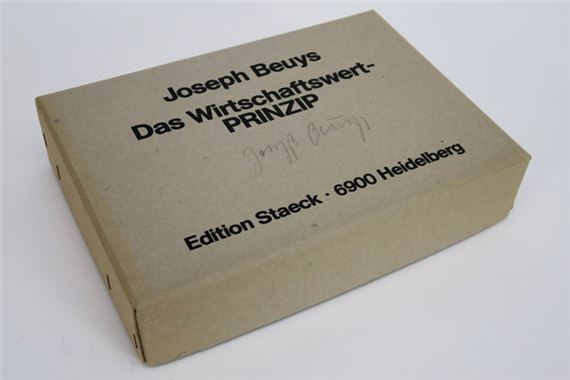 Joseph Beuys
Das Wirtschaftswert-
PRINZIP
Joseph Beuys
Edition Staeck · 6900 Heidelberg